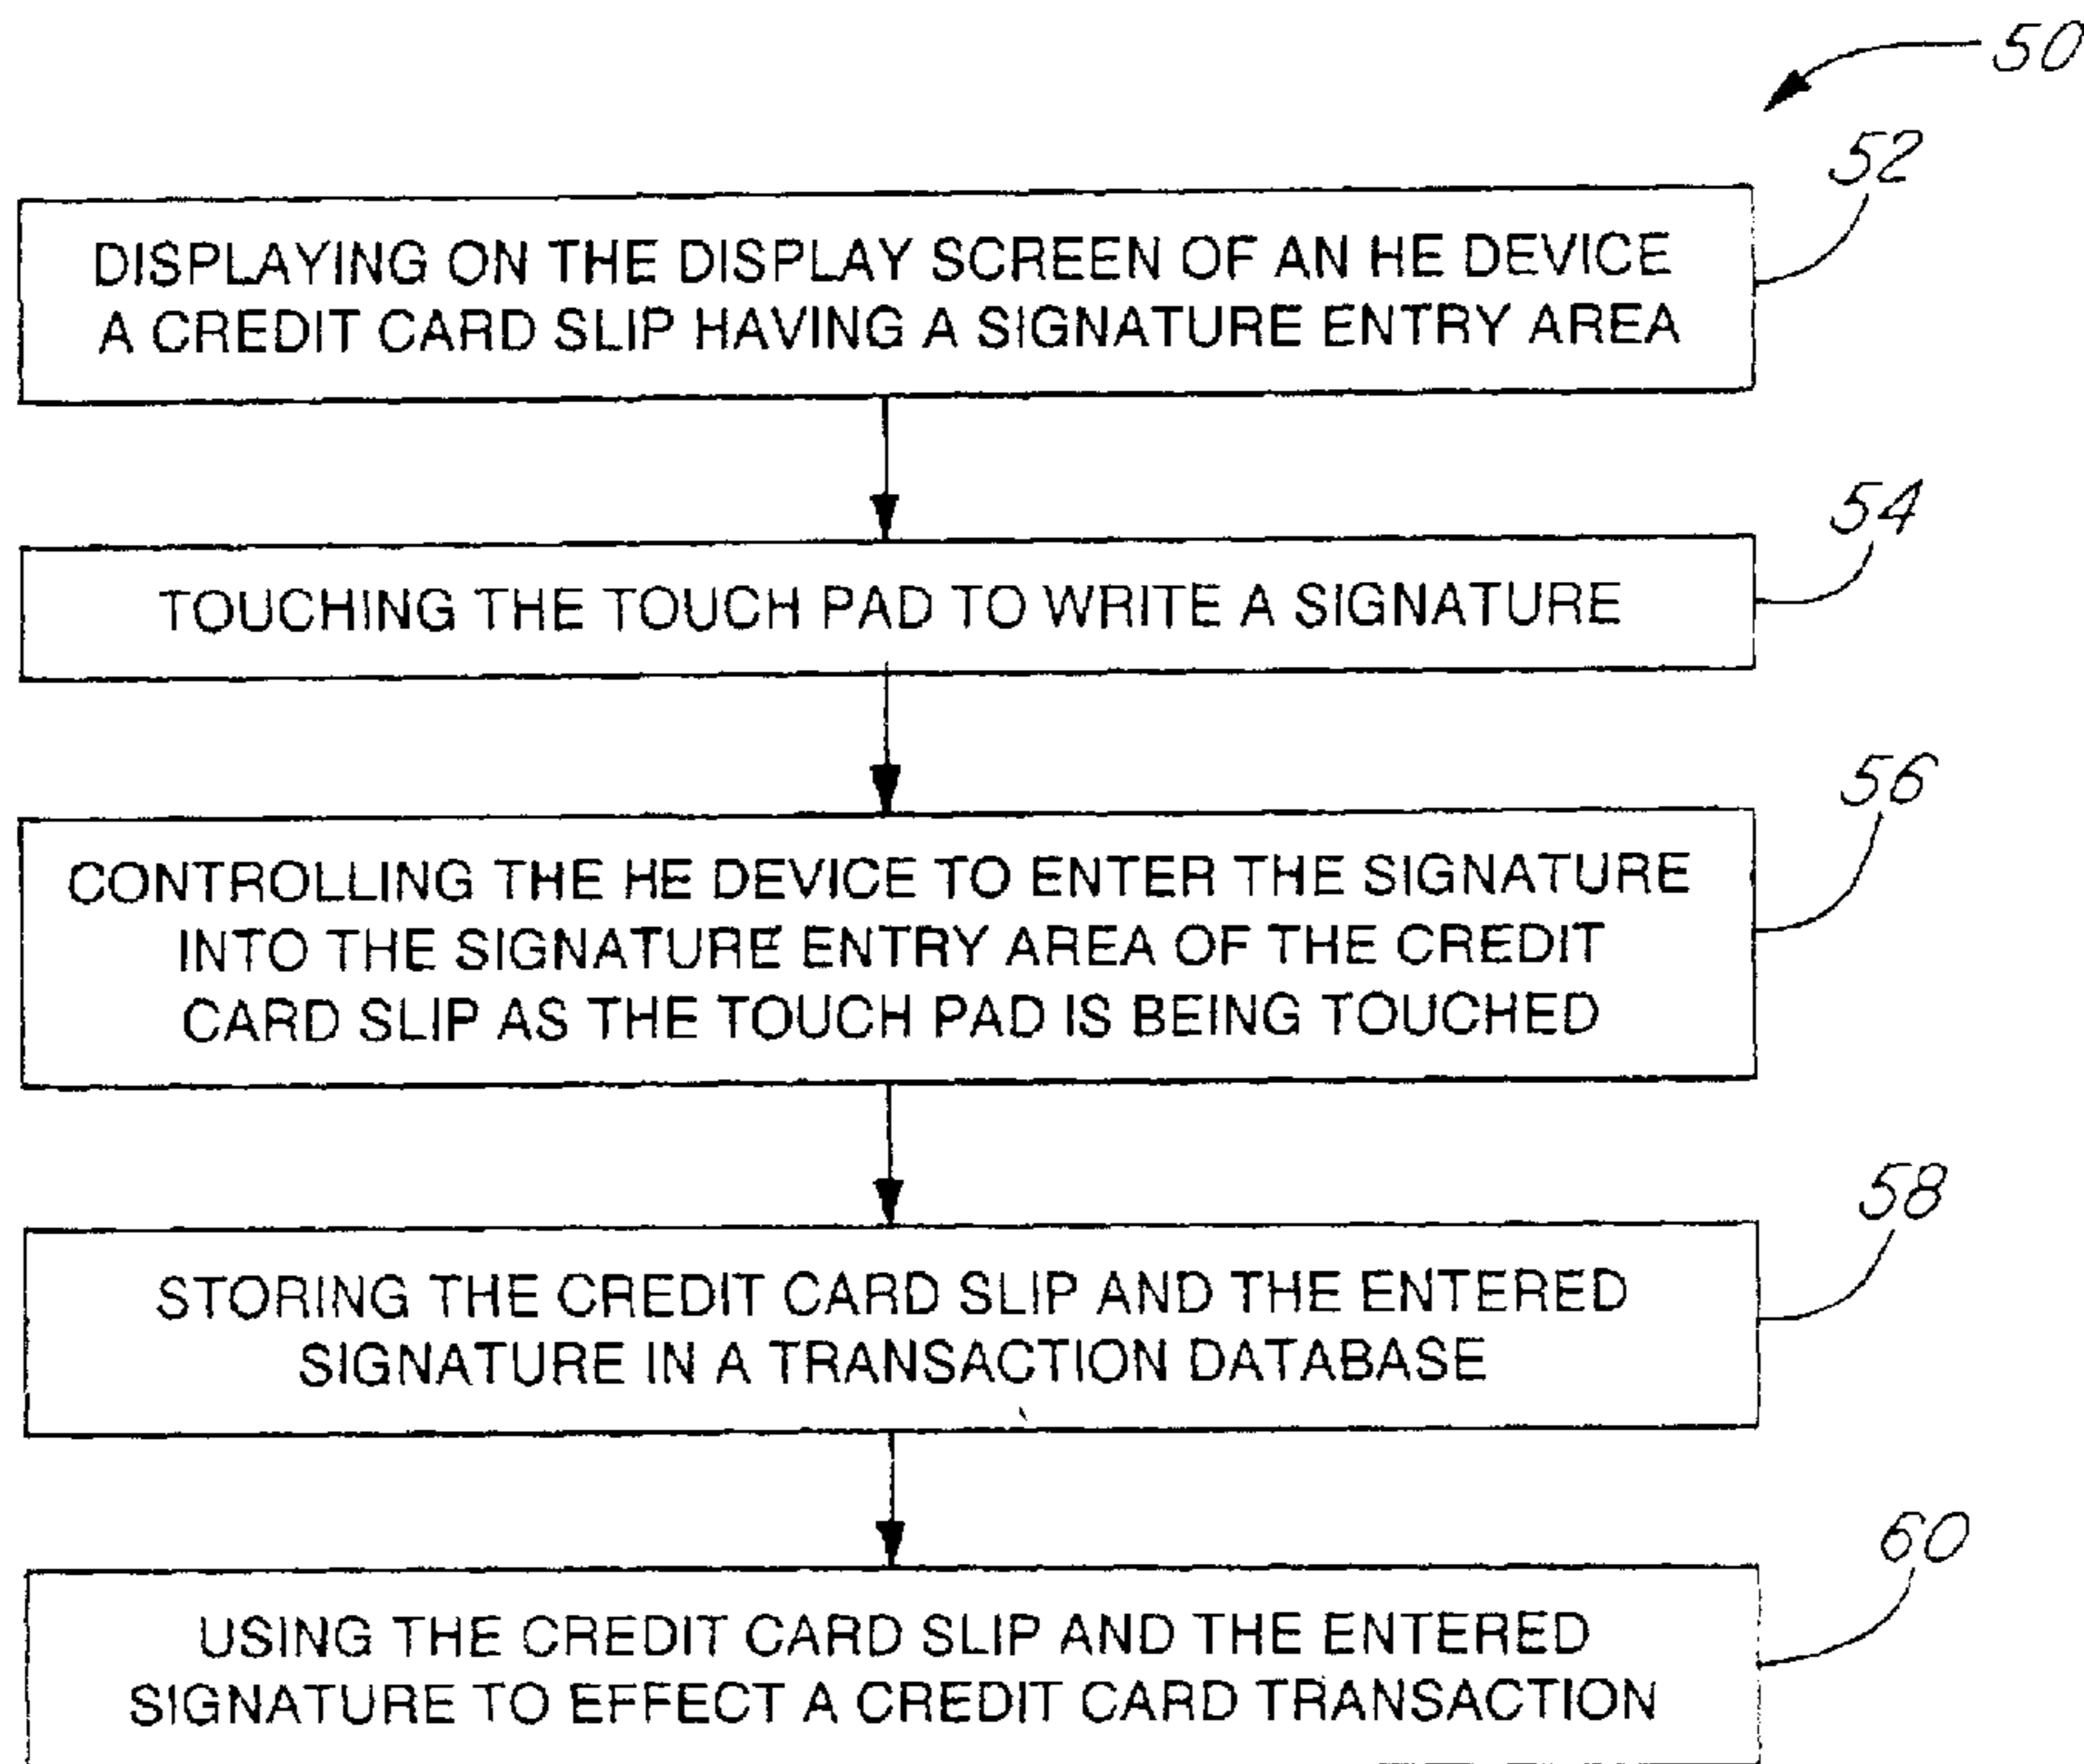 50
52
DISPLAYING ON THE DISPLAY SCREEN OF AN HE DEVICE
A CREDIT CARD SLIP HAVING A SIGNATURE ENTRY AREA
54
TOUCHING THE TOUCH PAD TO WRITE A SIGNATURE
56
CONTROLLING THE HE DEVICE TO ENTER THE SIGNATURE
INTO THE SIGNATURE ENTRY AREA OF THE CREDIT
CARD SLIP AS THE TOUCH PAD IS BEING TOUCHED
58
STORING THE CREDIT CARD SLIP AND THE ENTERED
SIGNATURE IN A TRANSACTION DATABASE
60
USING THE CREDIT CARD SLIP AND THE ENTERED
SIGNATURE TO EFFECT A CREDIT CARD TRANSACTION